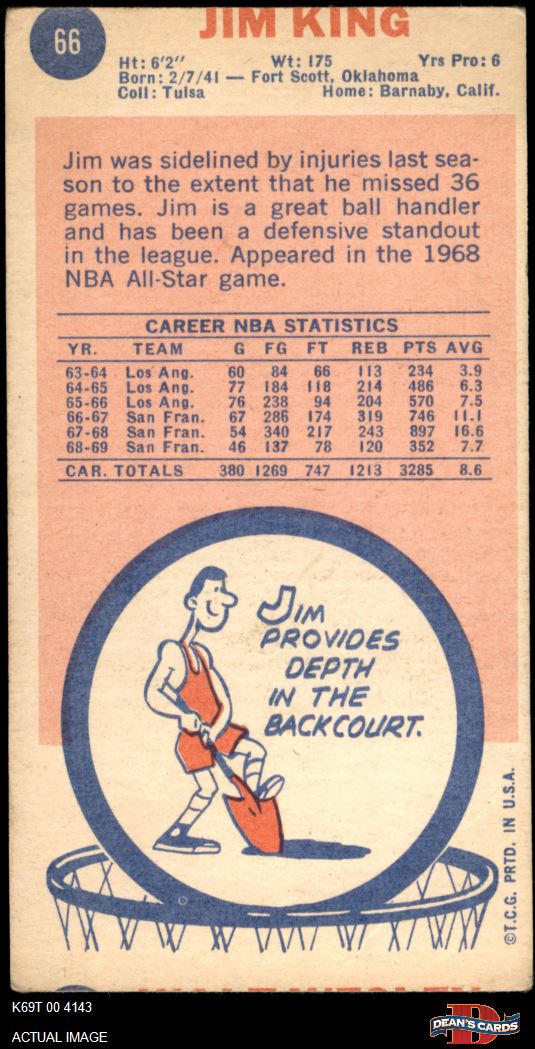 66
JIM KING
Ht: 6'2" Wt: 175 Yrs Pro: 6
Born: 2/7/41 — Fort Scott, Oklahoma
Coll: Tulsa Home: Barnaby, Calif.
Jim was sidelined by injuries last sea-
son to the extent that he missed 36
games. Jim is a great ball handler
and has been a defensive standout
in the league. Appeared in the 1968
NBA All-Star game.
CAREER NBA STATISTICS
YR. TEAM G FG FT REB PTS AVG
63-64 Los Ang. 60 84 66 113 234 3.9
64-65 Los Ang. 77 184 118 214 486 6.3
65-66 Los Ang. 76 238 94 204 570 7.5
66-67 San Fran. 67 286 174 319 746 11.1
67-68 San Fran. 54 340 217 243 897 16.6
68-69 San Fran. 46 137 78 120 352 7.7
CAR. TOTALS 380 1269 747 1213 3285 8.6
JIM
PROVIDES
DEPTH
IN THE
BACKCOURT.
©T.C.G. PRTD. IN U.S.A.
K69T 00 4143
ACTUAL IMAGE
DEAN'S CARDS